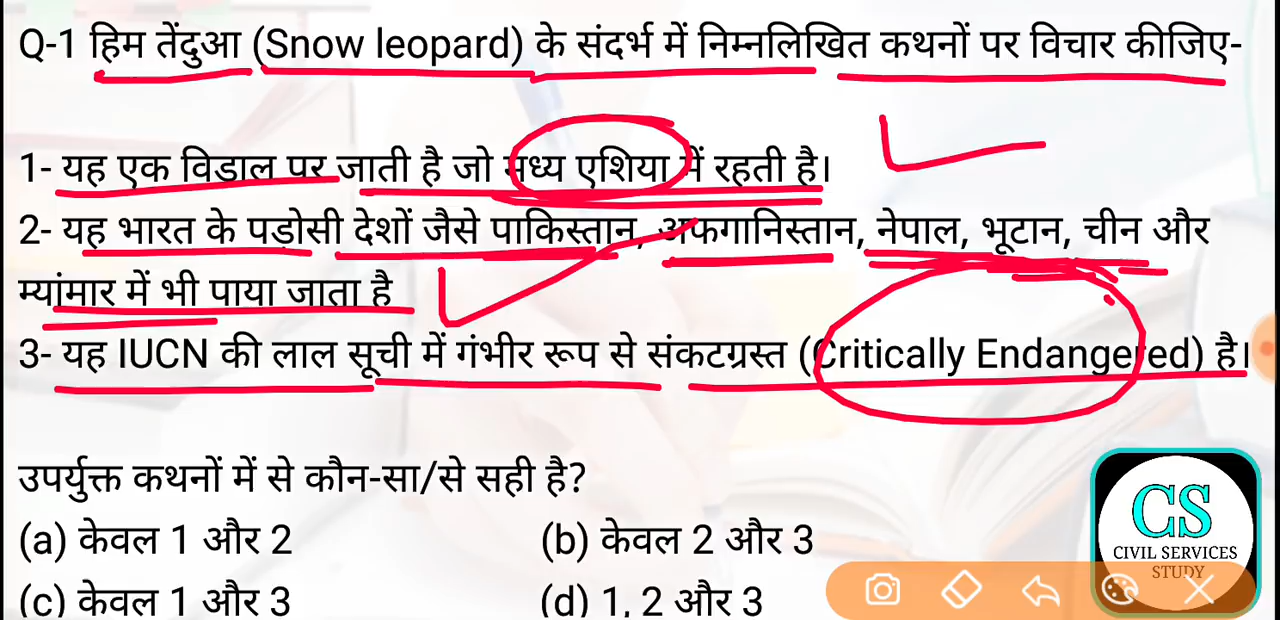 Q-1 हिम तेंदुआ (Snow leopard) के संदर्भ में निम्नलिखित कथनों पर विचार कीजिए-
1- यह एक विडाल पर जाती है जो मध्य एशिया में रहती है।
2- यह भारत के पड़ोसी देशों जैसे पाकिस्तान, अफगानिस्तान, नेपाल, भूटान, चीन और
म्यांमार में भी पाया जाता है
3- यह IUCN की लाल सूची में गंभीर रूप से संकटग्रस्त (Critically Endangered) है।
उपर्युक्त कथनों में से कौन-सा/से सही है?
(a) केवल 1 और 2 (b) केवल 2 और 3
(c) केवल 1 और 3 (d) 1, 2 और 3
CS
CIVIL SERVICES
STUDY